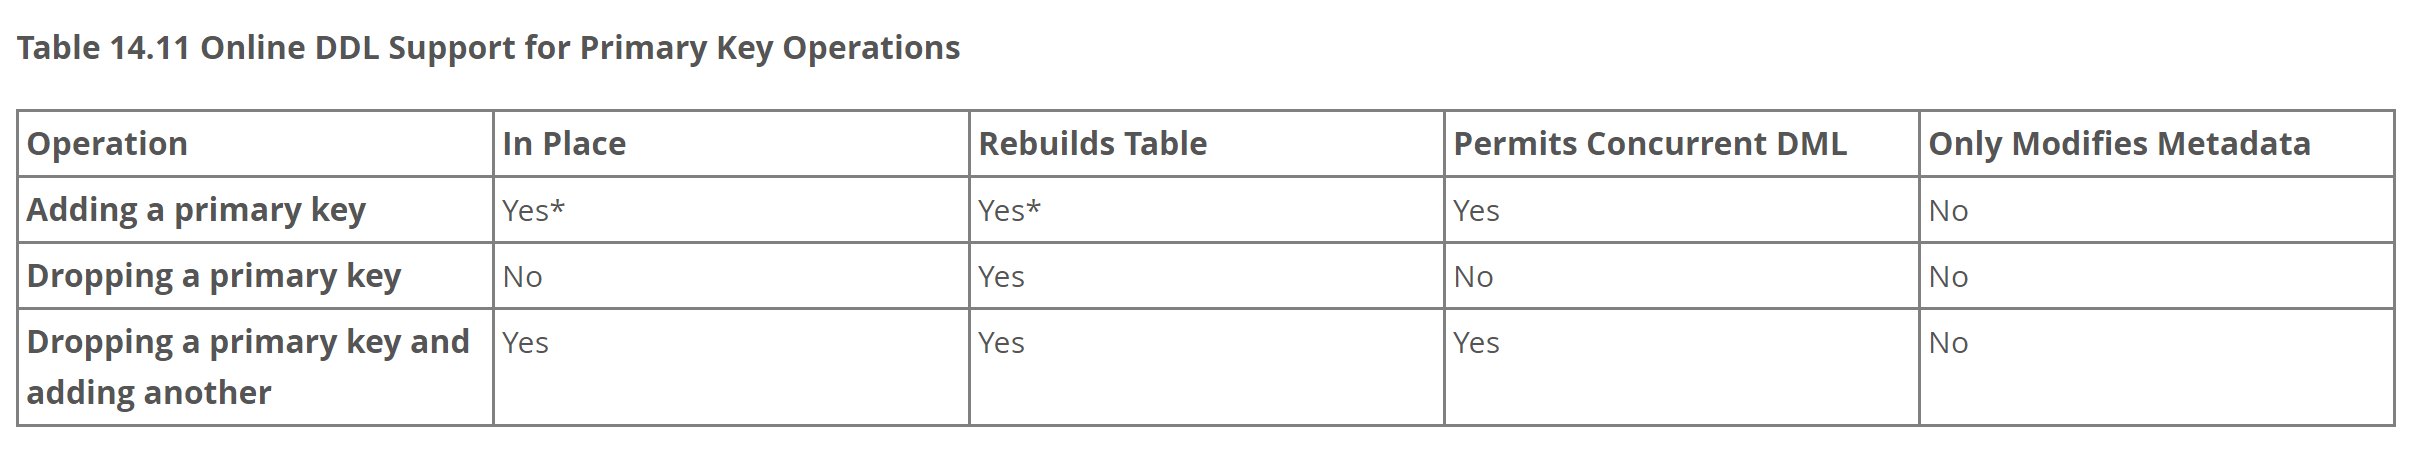 Table 14.11 Online DDL Support for Primary Key Operations
Operation In Place Rebuilds Table Permits Concurrent DML Only Modifies Metadata
Adding a primary key Yes* Yes* Yes No
Dropping a primary key No Yes No No
Dropping a primary key and Yes Yes Yes No
adding another